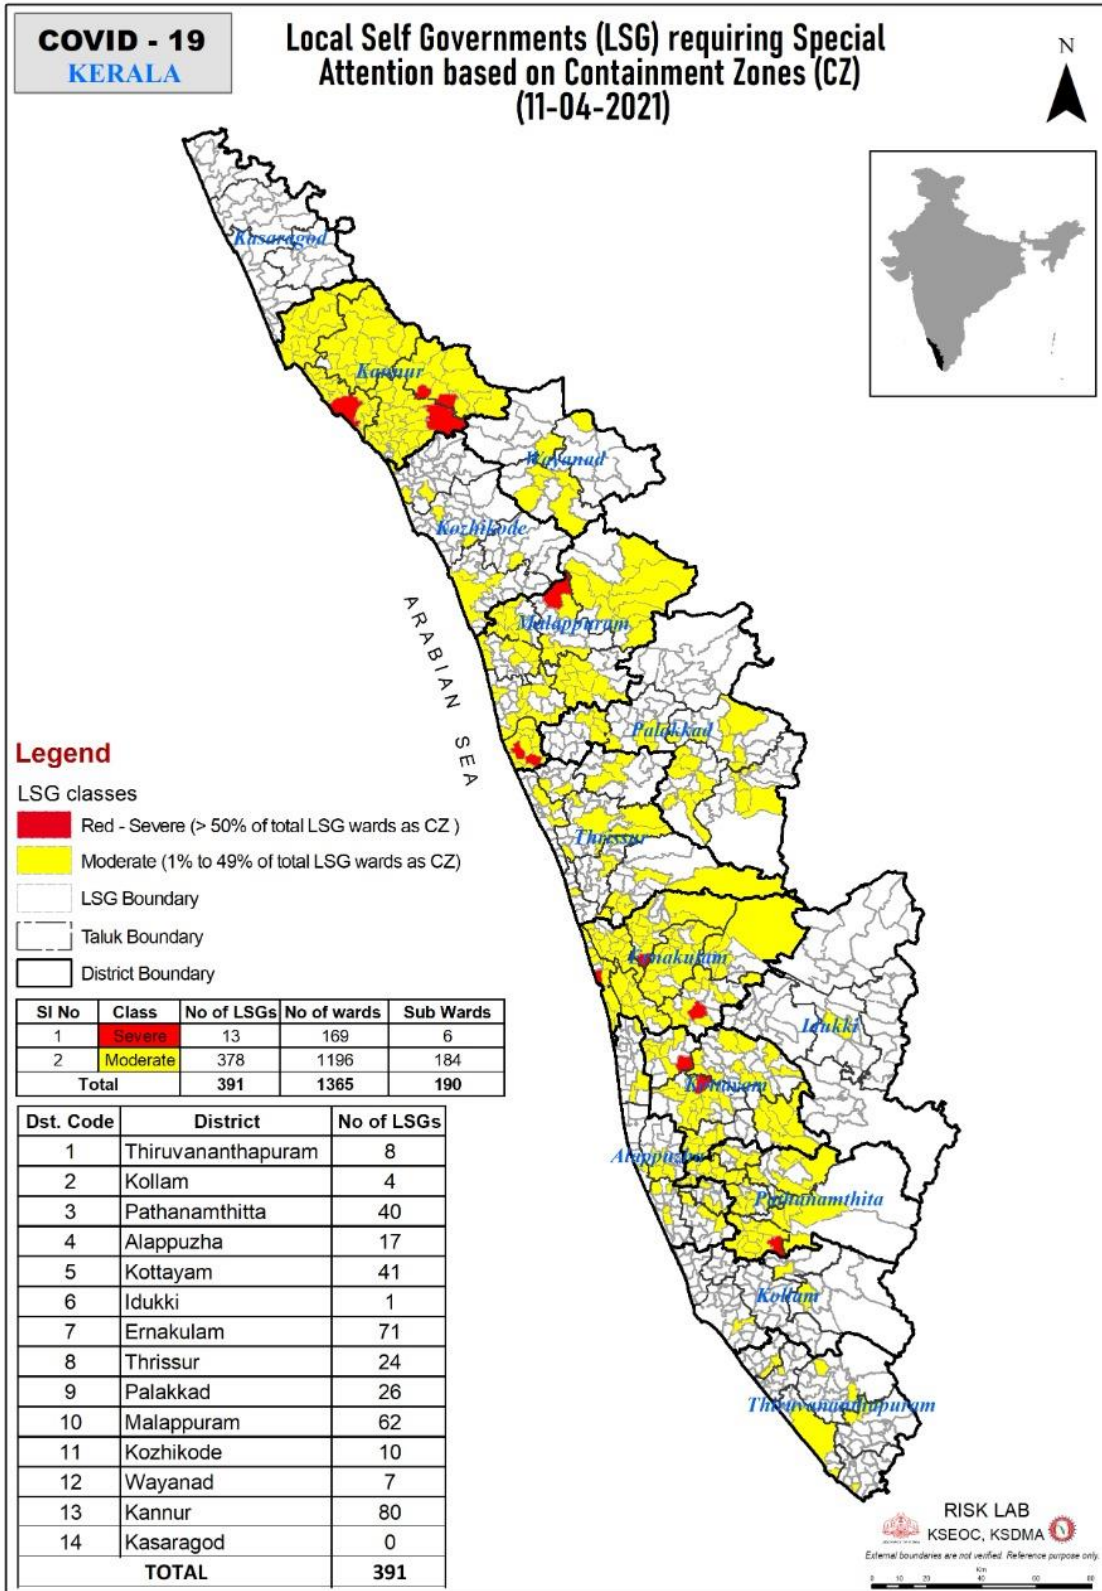 COVID - 19
KERALA
Local Self Governments (LSG) requiring Special
Attention based on Containment Zones (CZ)
(11-04-2021)
N
Kasaragod
Kannur
Wayanad
Kozhikode
Malappuram
ARABIAN SEA
Palakkad
Thrissur
Ernakulam
Idukki
Kottayam
Alappuzha
Pathanamthita
Kollam
Thiruvananthapuram
Legend
LSG classes
Red - Severe (> 50% of total LSG wards as CZ )
Moderate (1% to 49% of total LSG wards as CZ)
LSG Boundary
Taluk Boundary
District Boundary
Sl No Class No of LSGs No of wards Sub Wards
1 Severe 13 169 6
2 Moderate 378 1196 184
Total 391 1365 190
Dst. Code District No of LSGs
1 Thiruvananthapuram 8
2 Kollam 4
3 Pathanamthitta 40
4 Alappuzha 17
5 Kottayam 41
6 Idukki 1
7 Ernakulam 71
8 Thrissur 24
9 Palakkad 26
10 Malappuram 62
11 Kozhikode 10
12 Wayanad 7
13 Kannur 80
14 Kasaragod 0
TOTAL 391
RISK LAB
KSEOC, KSDMA
External boundaries are not verified. Reference purpose only.
Km
0 10 20 40 60 80